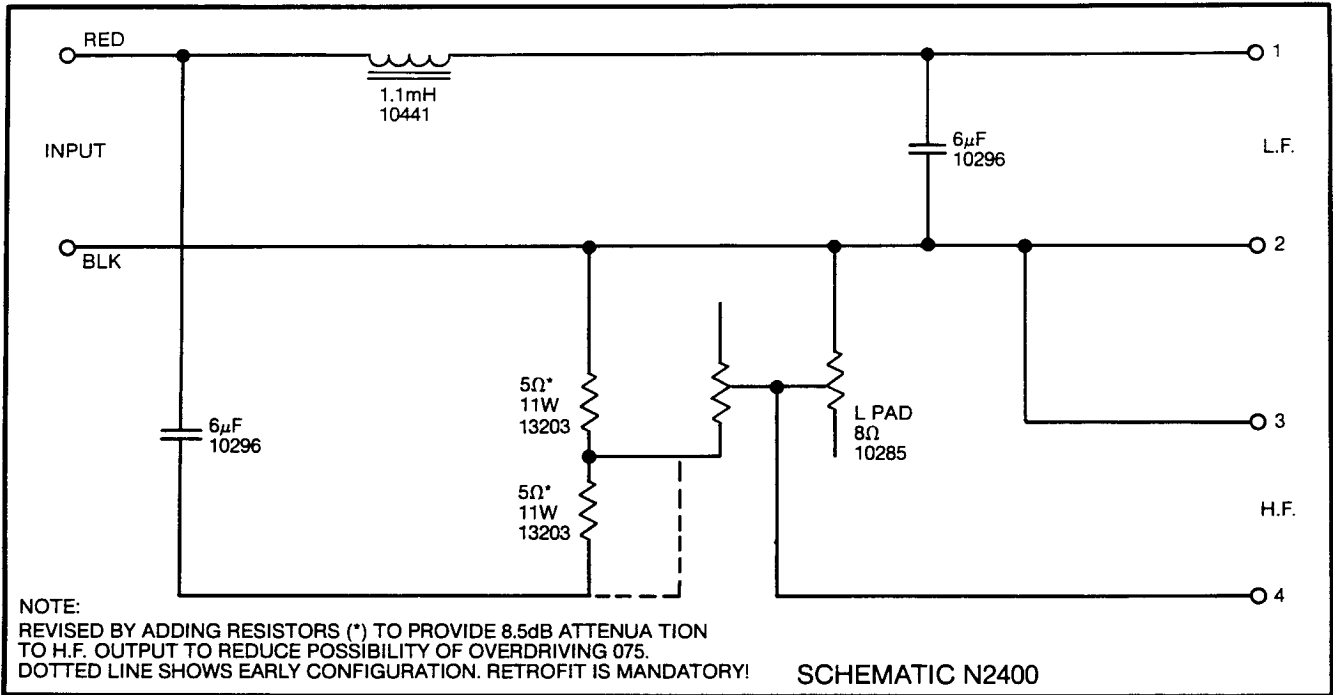 RED
1
1.1mH
10441
INPUT
6μF
10296
L.F.
BLK
2
5Ω*
11W
13203
L PAD
8Ω
10285
3
6μF
10296
5Ω*
11W
13203
H.F.
4
NOTE:
REVISED BY ADDING RESISTORS (*) TO PROVIDE 8.5dB ATTENUA TION
TO H.F. OUTPUT TO REDUCE POSSIBILITY OF OVERDRIVING 075.
DOTTED LINE SHOWS EARLY CONFIGURATION. RETROFIT IS MANDATORY!
SCHEMATIC N2400